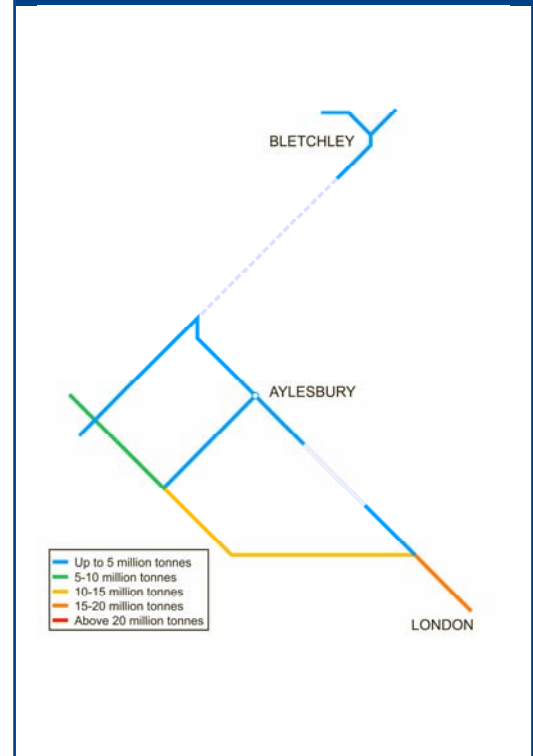 BLETCHLEY
AYLESBURY
Up to 5 million tonnes
5-10 million tonnes
10-15 million tonnes
15-20 million tonnes
Above 20 million tonnes
LONDON